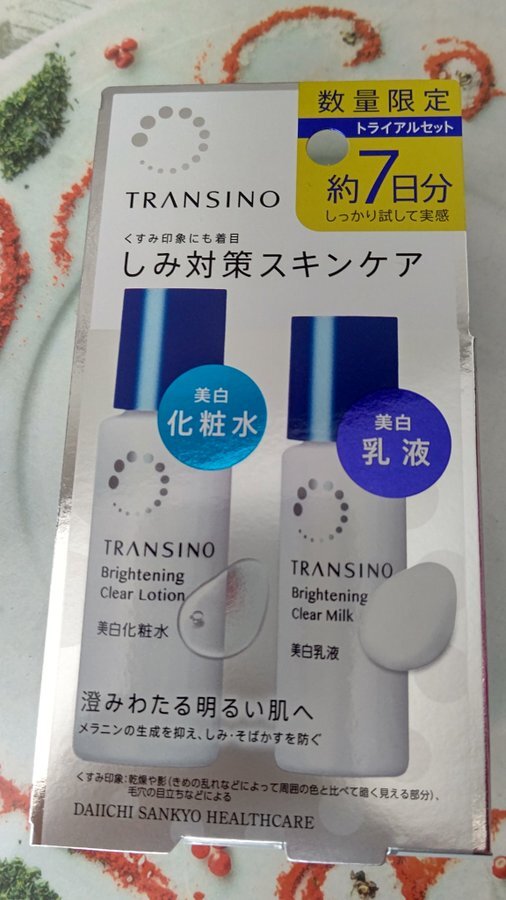 数量限定
トライアルセット
約7日分
しっかり試して実感
TRANSINO
くすみ印象にも着目
しみ対策スキンケア
美白
化粧水
美白
乳液
TRANSINO
Brightening
Clear Lotion
美白化粧水
TRANSINO
Brightening
Clear Milk
美白乳液
澄みわたる明るい肌へ
メラニンの生成を抑え、しみ・そばかすを防ぐ
くすみ印象:乾燥や影(きめの乱れなどによって周囲の色と比べて暗く見える部分)、
毛穴の目立ちなどによる
DAIICHI SANKYO HEALTHCARE